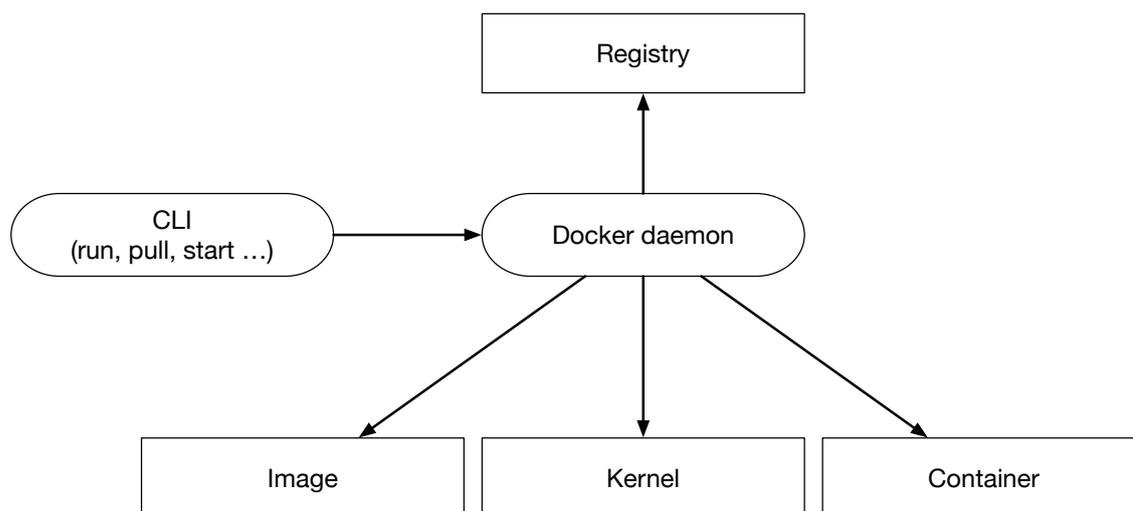 Registry
CLI
(run, pull, start …)
Docker daemon
Image
Kernel
Container